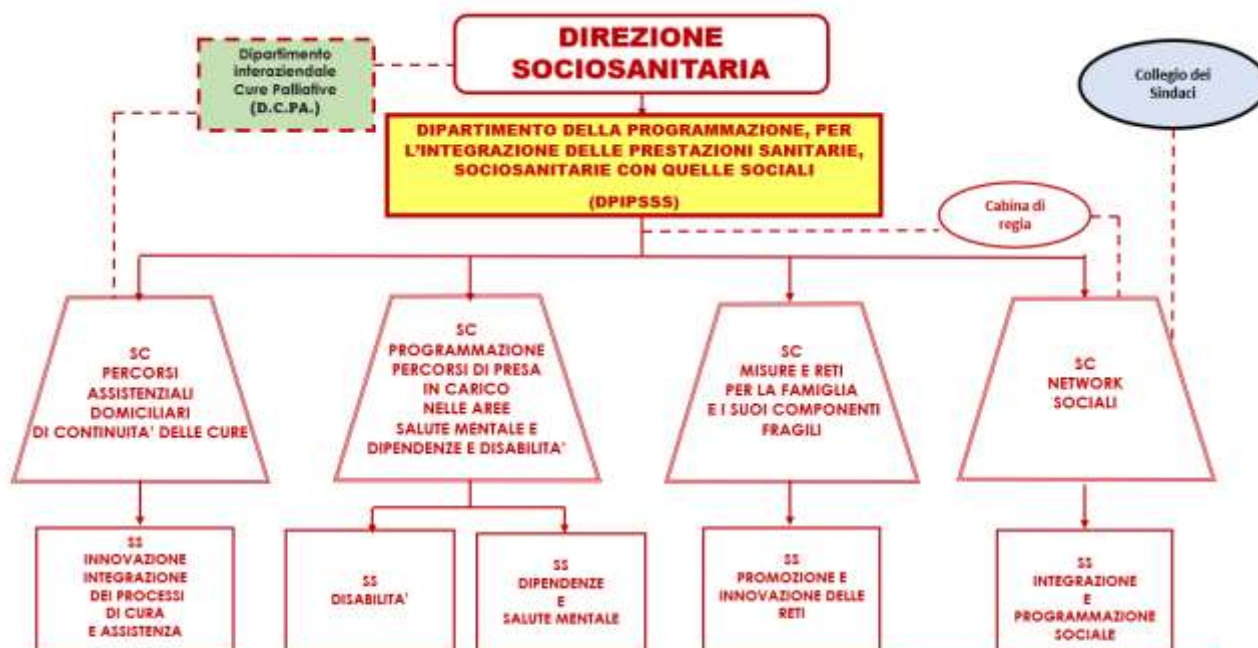 DIREZIONE
SOCIOSANITARIA
Dipartimento
interaziendale
Cure Palliative
(D.C.PA.)
Collegio dei
Sindaci
DIPARTIMENTO DELLA PROGRAMMAZIONE, PER
L'INTEGRAZIONE DELLE PRESTAZIONI SANITARIE,
SOCIOSANITARIE CON QUELLE SOCIALI
(DPIPSSS)
Cabina di
regia
SC
PERCORSI
ASSISTENZIALI
DOMICILIARI
DI CONTINUITA' DELLE CURE
SC
PROGRAMMAZIONE
PERCORSI DI PRESA
IN CARICO
NELLE AREE
SALUTE MENTALE E
DIPENDENZE E DISABILITA'
SC
MISURE E RETI
PER LA FAMIGLIA
E I SUOI COMPONENTI
FRAGILI
SC
NETWORK
SOCIALI
SS
INNOVAZIONE
INTEGRAZIONE
DEI PROCESSI
DI CURA
E ASSISTENZA
SS
DISABILITA'
SS
DIPENDENZE
E
SALUTE MENTALE
SS
PROMOZIONE E
INNOVAZIONE DELLE
RETI
SS
INTEGRAZIONE
E
PROGRAMMAZIONE
SOCIALE